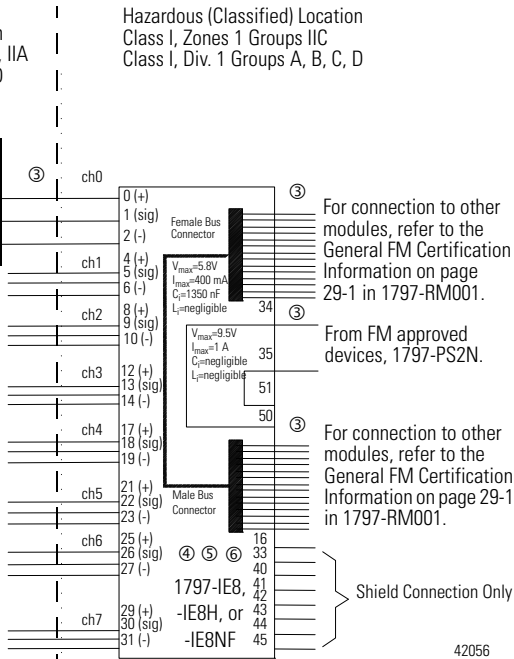 Hazardous (Classified) Location
Class I, Zones 1 Groups IIC
Class I, Div. 1 Groups A, B, C, D
, IIA
③
ch0
0 (+)
1 (sig)
2 (-)
ch1
4 (+)
5 (sig)
6 (-)
ch2
8 (+)
9 (sig)
10 (-)
ch3
12 (+)
13 (sig)
14 (-)
ch4
17 (+)
18 (sig)
19 (-)
ch5
21 (+)
22 (sig)
23 (-)
ch6
25 (+)
26 (sig)
27 (-)
ch7
29 (+)
30 (sig)
31 (-)
Female Bus
Connector
Vmax=5.8V
Imax=400 mA
Ci=1350 nF
Li=negligible
Vmax=9.5V
Imax=1 A
Ci=negligible
Li=negligible
34
35
51
50
Male Bus
Connector
④ ⑤ ⑥
1797-IE8,
-IE8H, or
-IE8NF
16
33
40
41
42
43
44
45
③
For connection to other
modules, refer to the
General FM Certification
Information on page
29-1 in 1797-RM001.
③
From FM approved
devices, 1797-PS2N.
③
For connection to other
modules, refer to the
General FM Certification
Information on page 29-1
in 1797-RM001.
Shield Connection Only
42056